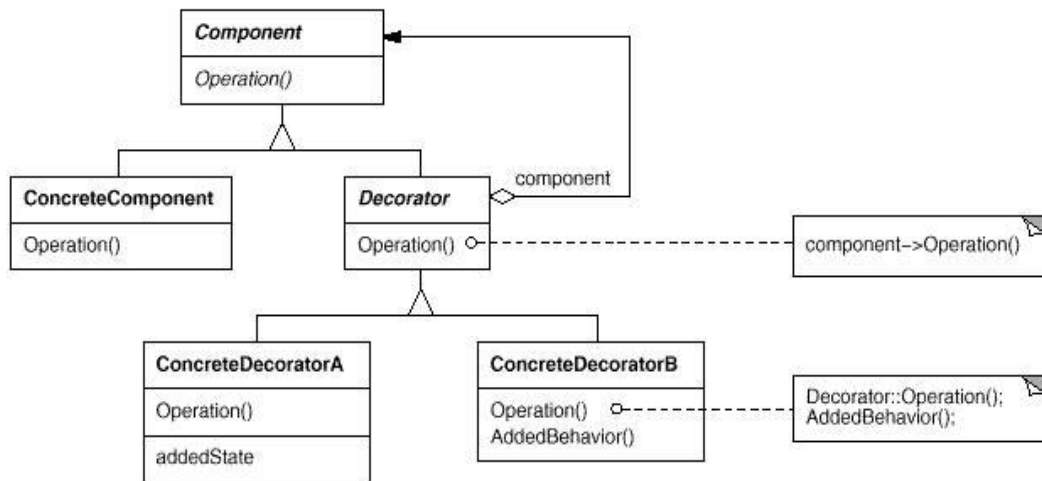 Component
Operation()
component
ConcreteComponent
Operation()
Decorator
Operation()
component->Operation()
ConcreteDecoratorA
Operation()
addedState
ConcreteDecoratorB
Operation()
AddedBehavior()
Decorator::Operation();
AddedBehavior();